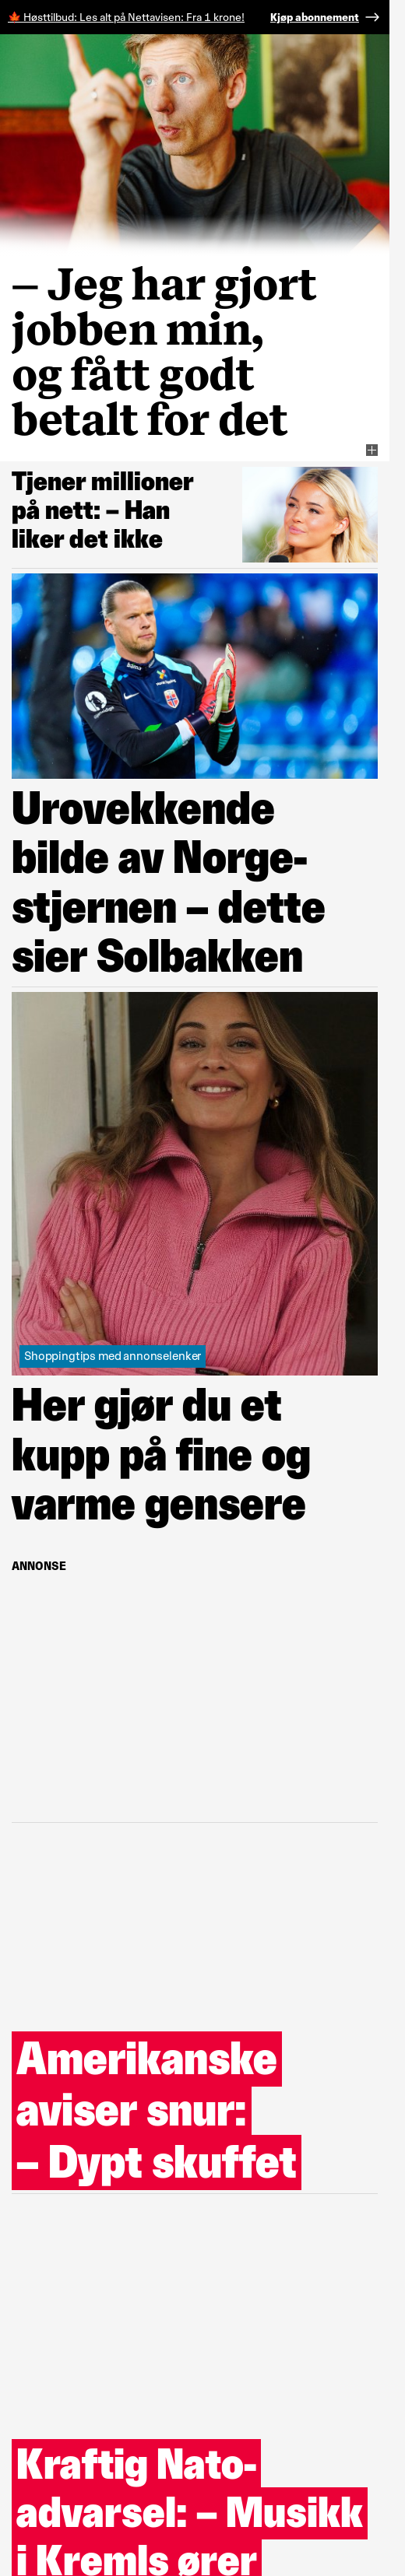 🍁 Høsttilbud: Les alt på Nettavisen: Fra 1 krone! Kjøp abonnement →
– Jeg har gjort
jobben min,
og fått godt
betalt for det
Tjener millioner
på nett: – Han
liker det ikke
Urovekkende
bilde av Norge-
stjernen – dette
sier Solbakken
Shoppingtips med annonselenker
Her gjør du et
kupp på fine og
varme gensere
ANNONSE
Amerikanske
aviser snur:
– Dypt skuffet
Kraftig Nato-
advarsel: – Musikk
i Kremls ører